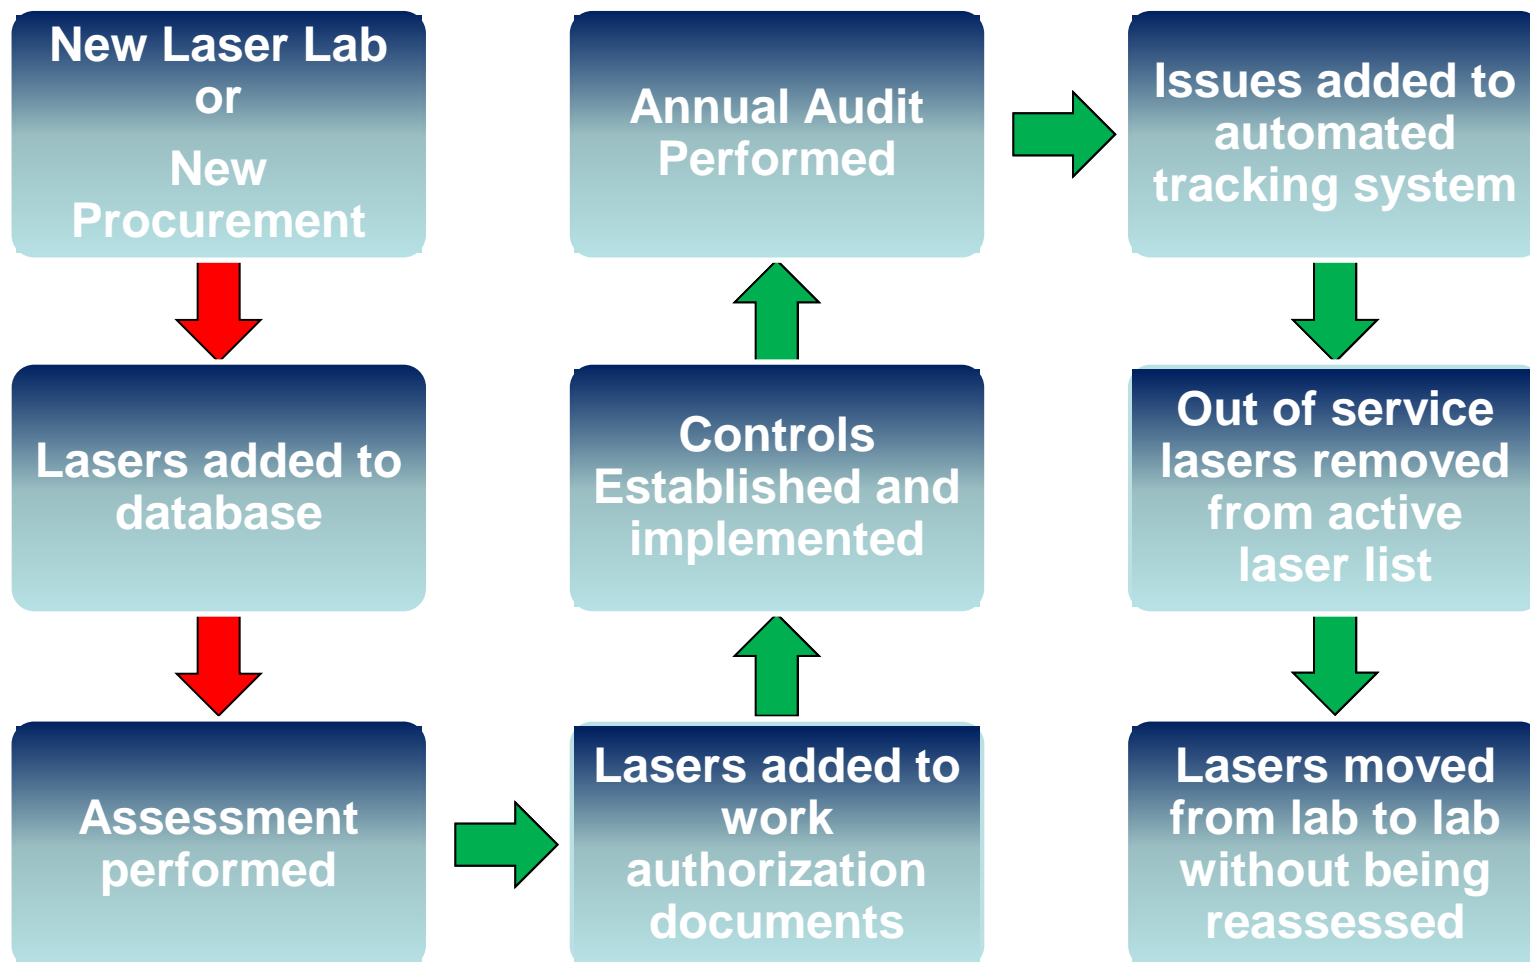 New Laser Lab
or
New
Procurement
Lasers added to
database
Assessment
performed
Lasers added to
work
authorization
documents
Controls
Established and
implemented
Annual Audit
Performed
Issues added to
automated
tracking system
Out of service
lasers removed
from active
laser list
Lasers moved
from lab to lab
without being
reassessed